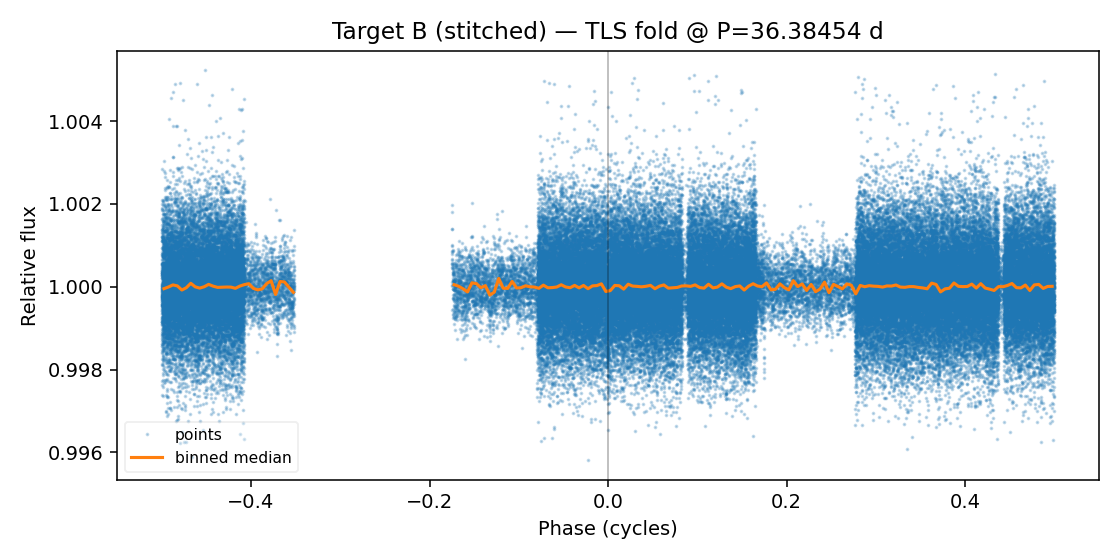 Target B (stitched) — TLS fold @ P=36.38454 d
Relative flux
1.004
1.002
1.000
0.998
0.996
points
binned median
−0.4
−0.2
0.0
0.2
0.4
Phase (cycles)